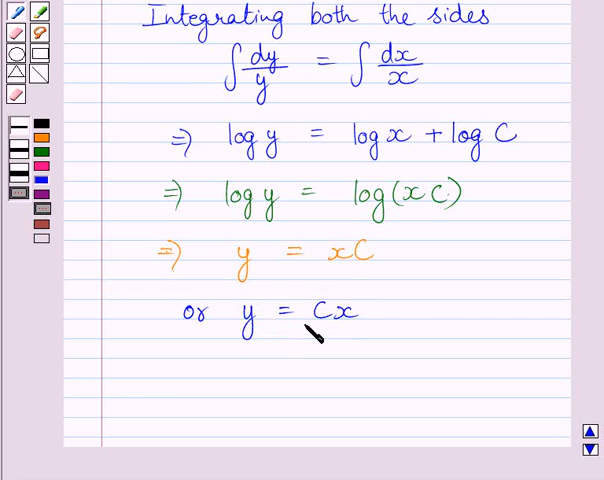 Integrating both the sides
∫ dy/y = ∫ dx/x
=> log y = log x + log C
=> log y = log (x C)
=> y = xC
or y = Cx